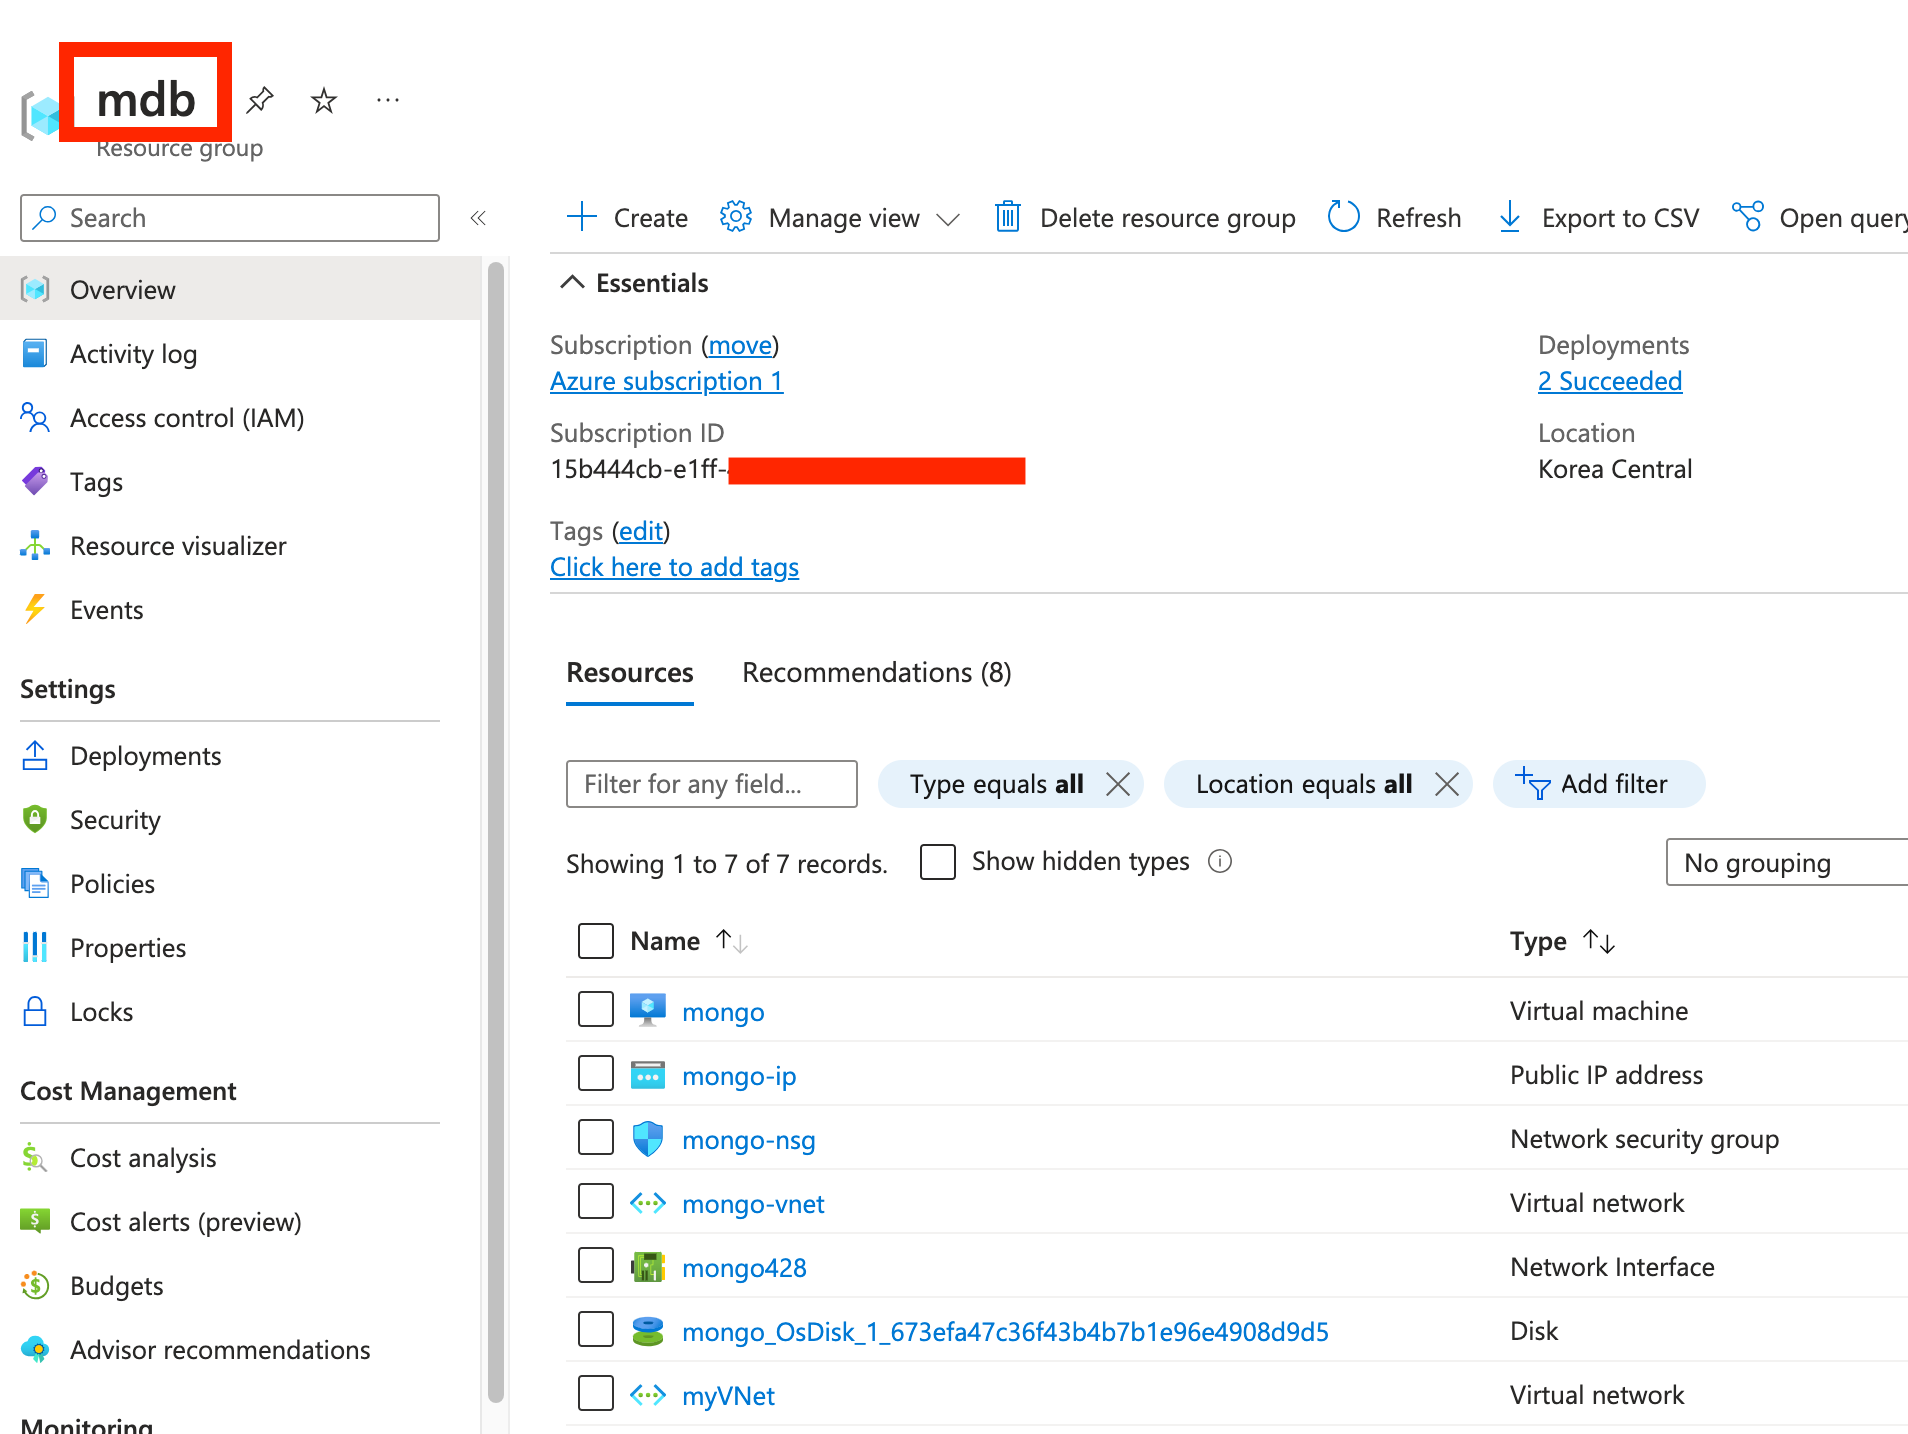 mdb
Resource group
Search
Create
Manage view
Delete resource group
Refresh
Export to CSV
Open query
Overview
Activity log
Access control (IAM)
Tags
Resource visualizer
Events
Settings
Deployments
Security
Policies
Properties
Locks
Cost Management
Cost analysis
Cost alerts (preview)
Budgets
Advisor recommendations
Monitoring
Essentials
Subscription (move)
Azure subscription 1
Subscription ID
15b444cb-e1ff-
Tags (edit)
Click here to add tags
Deployments
2 Succeeded
Location
Korea Central
Resources
Recommendations (8)
Filter for any field...
Type equals all
Location equals all
Add filter
Showing 1 to 7 of 7 records.
Show hidden types
No grouping
Name
Type
mongo
Virtual machine
mongo-ip
Public IP address
mongo-nsg
Network security group
mongo-vnet
Virtual network
mongo428
Network Interface
mongo_OsDisk_1_673efa47c36f43b4b7b1e96e4908d9d5
Disk
myVNet
Virtual network